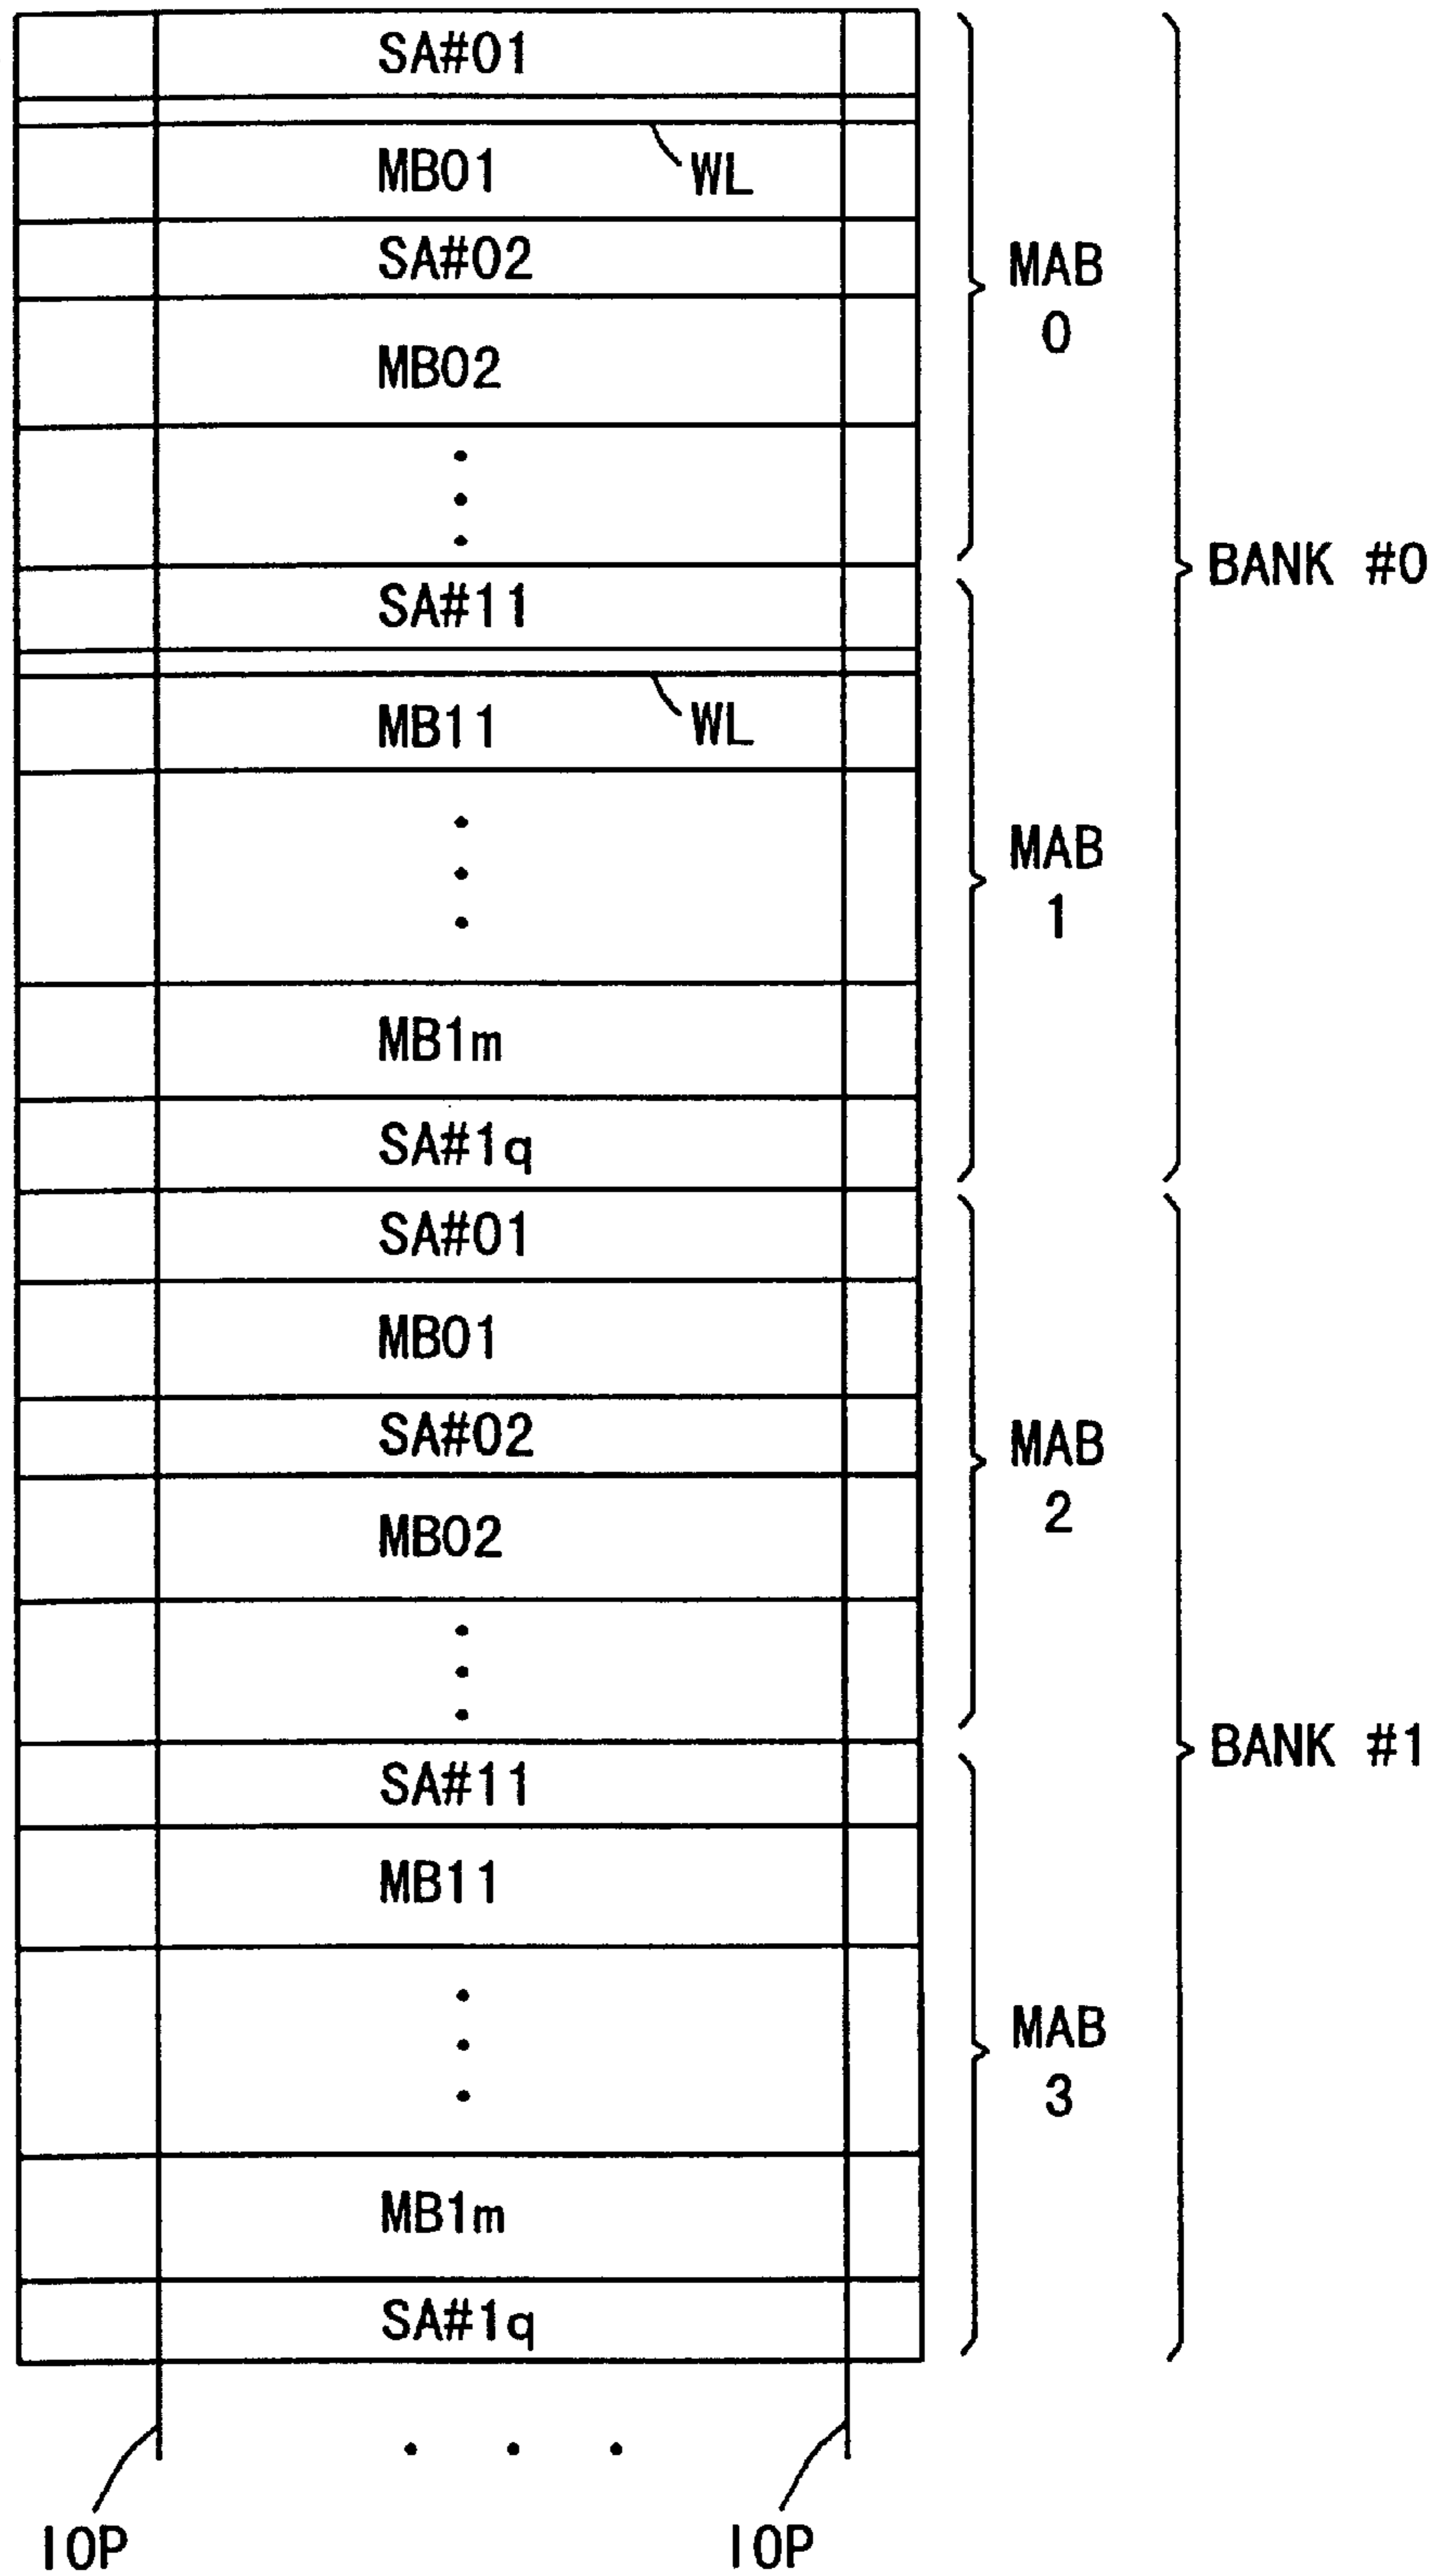 SA#01
MB01
WL
SA#02
MB02
MAB
0
SA#11
MB11
WL
MAB
1
MB1m
SA#1q
BANK #0
SA#01
MB01
SA#02
MB02
MAB
2
SA#11
MB11
MAB
3
MB1m
SA#1q
BANK #1
IOP
IOP